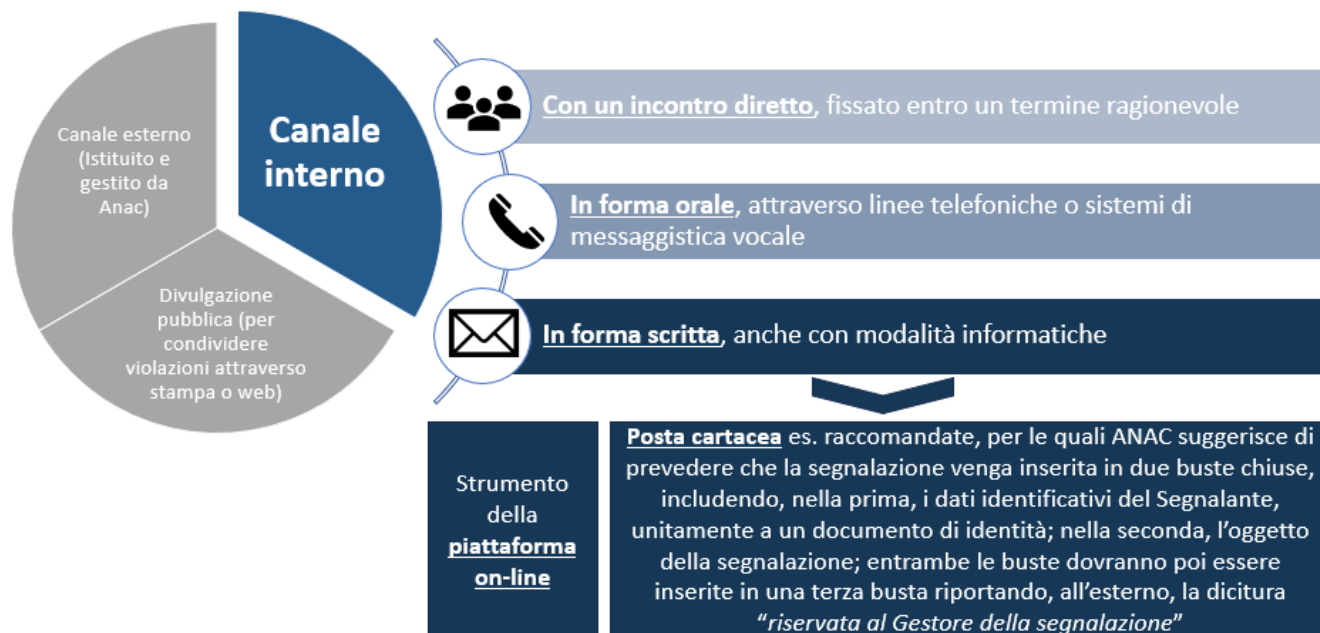 Canale esterno
(Istituito e
gestito da
Anac)
Canale
interno
Divulgazione
pubblica (per
condividere
violazioni attraverso
stampa o web)
Con un incontro diretto, fissato entro un termine ragionevole
In forma orale, attraverso linee telefoniche o sistemi di
messaggistica vocale
In forma scritta, anche con modalità informatiche
Strumento
della
piattaforma
on-line
Posta cartacea es. raccomandate, per le quali ANAC suggerisce di
prevedere che la segnalazione venga inserita in due buste chiuse,
includendo, nella prima, i dati identificativi del Segnalante,
unitamente a un documento di identità; nella seconda, l'oggetto
della segnalazione; entrambe le buste dovranno poi essere
inserite in una terza busta riportando, all'esterno, la dicitura
“riservata al Gestore della segnalazione”